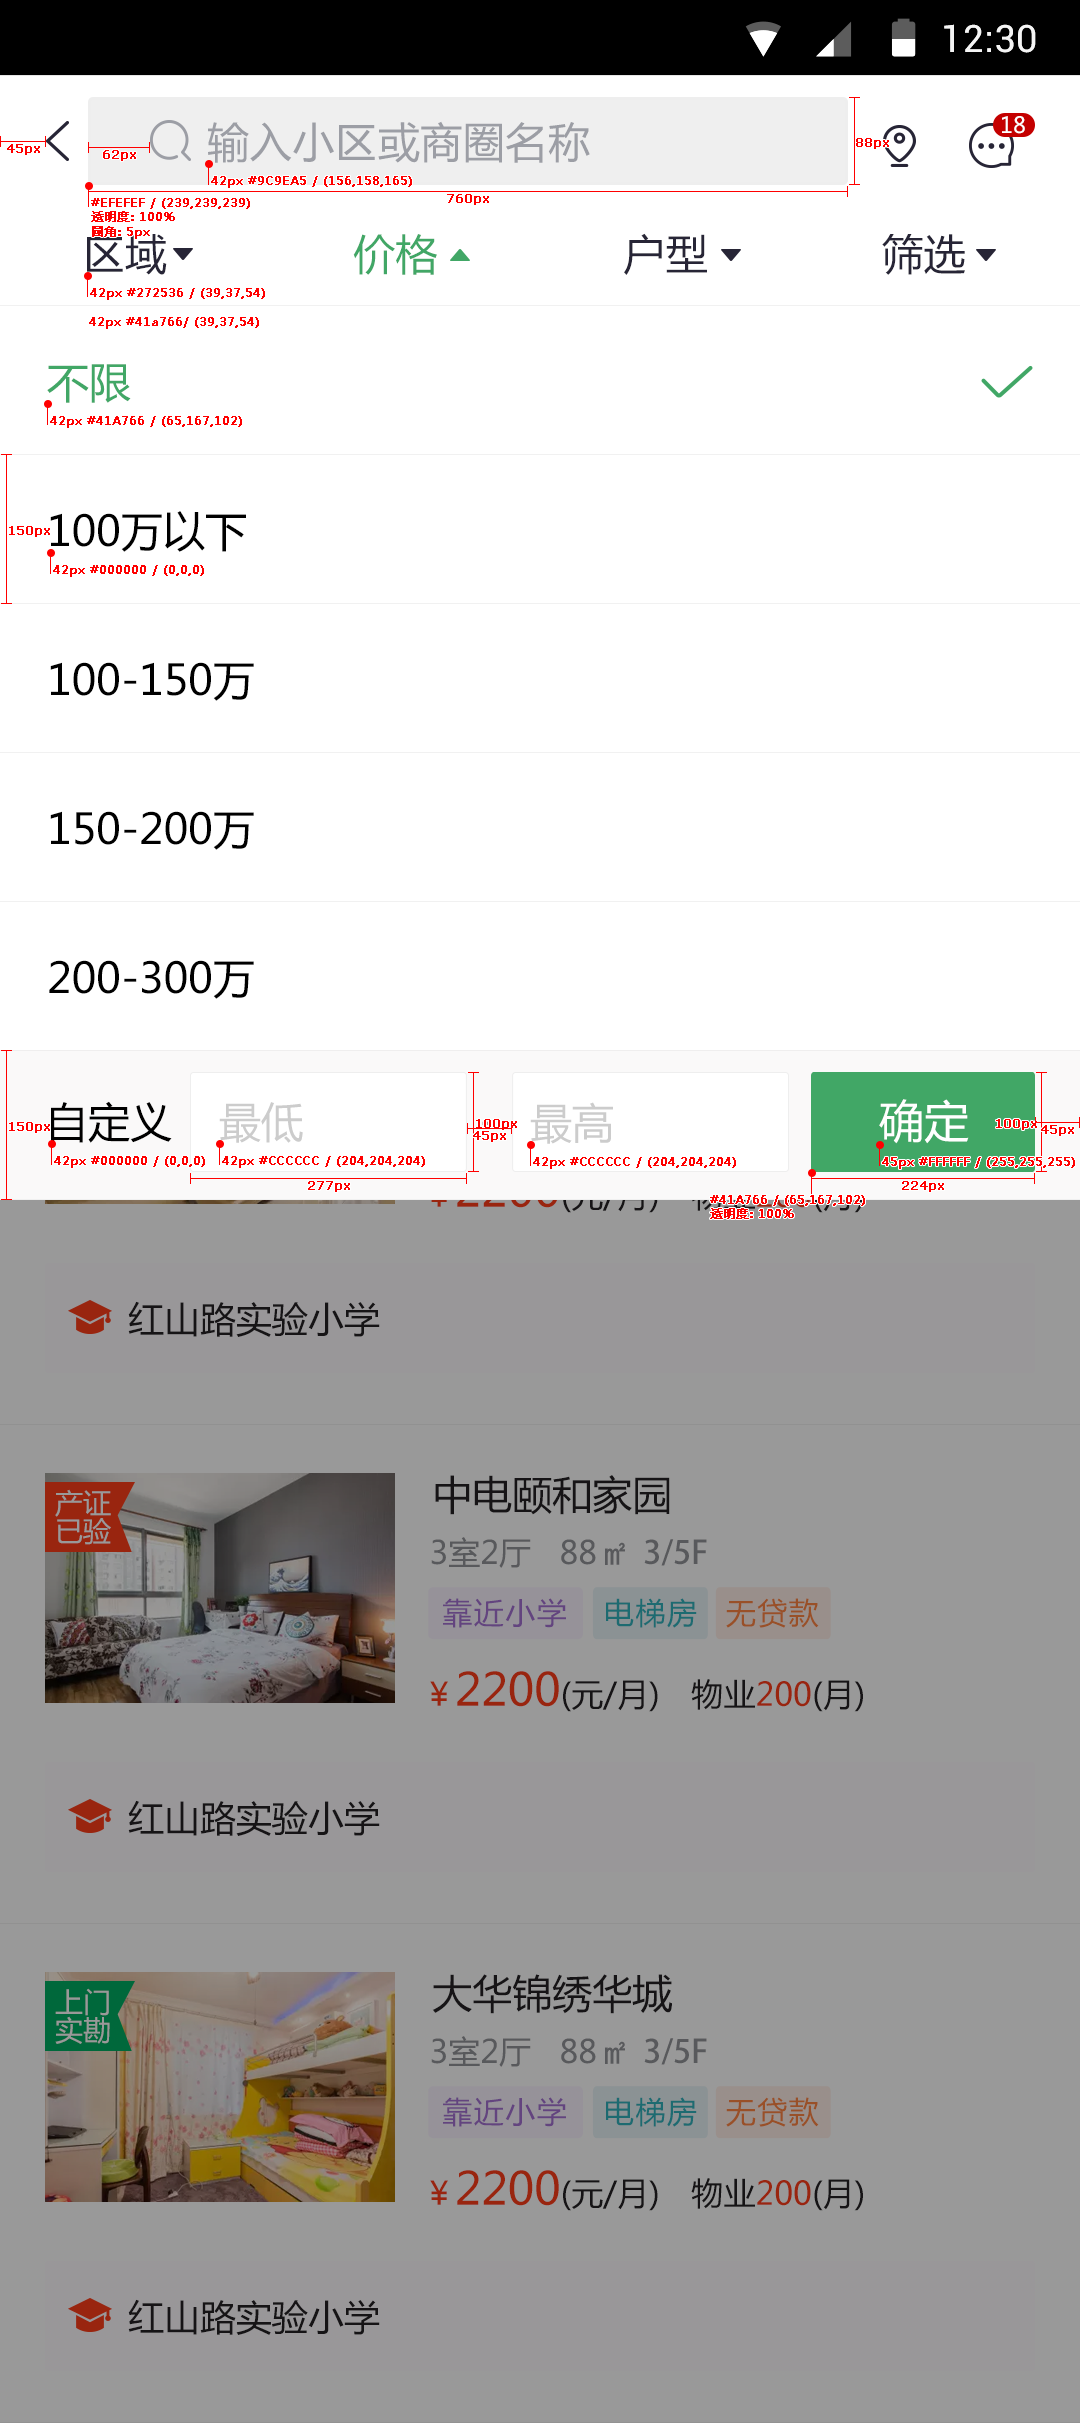 12:30
输入小区或商圈名称
18
45px
62px
88px
42px #9C9EA5 / (156,158,165)
760px
#EFEFEF / (239,239,239)
透明度: 100%
圆角: 5px
区域 价格 户型 筛选
42px #272536 / (39,37,54)
42px #41a766/ (39,37,54)
不限
42px #41A766 / (65,167,102)
100万以下
150px
42px #000000 / (0,0,0)
100-150万
150-200万
200-300万
自定义 最低 最高 确定
150px
100px
45px
100px
45px
42px #000000 / (0,0,0)
42px #CCCCCC / (204,204,204)
42px #CCCCCC / (204,204,204)
45px #FFFFFF / (255,255,255)
277px
224px
#41A766 / (65,167,102)
透明度: 100%
¥2200(元/月) 物业200(月)
红山路实验小学
产证
已验
中电颐和家园
3室2厅 88㎡ 3/5F
靠近小学 电梯房 无贷款
¥2200(元/月) 物业200(月)
红山路实验小学
上门
实勘
大华锦绣华城
3室2厅 88㎡ 3/5F
靠近小学 电梯房 无贷款
¥2200(元/月) 物业200(月)
红山路实验小学